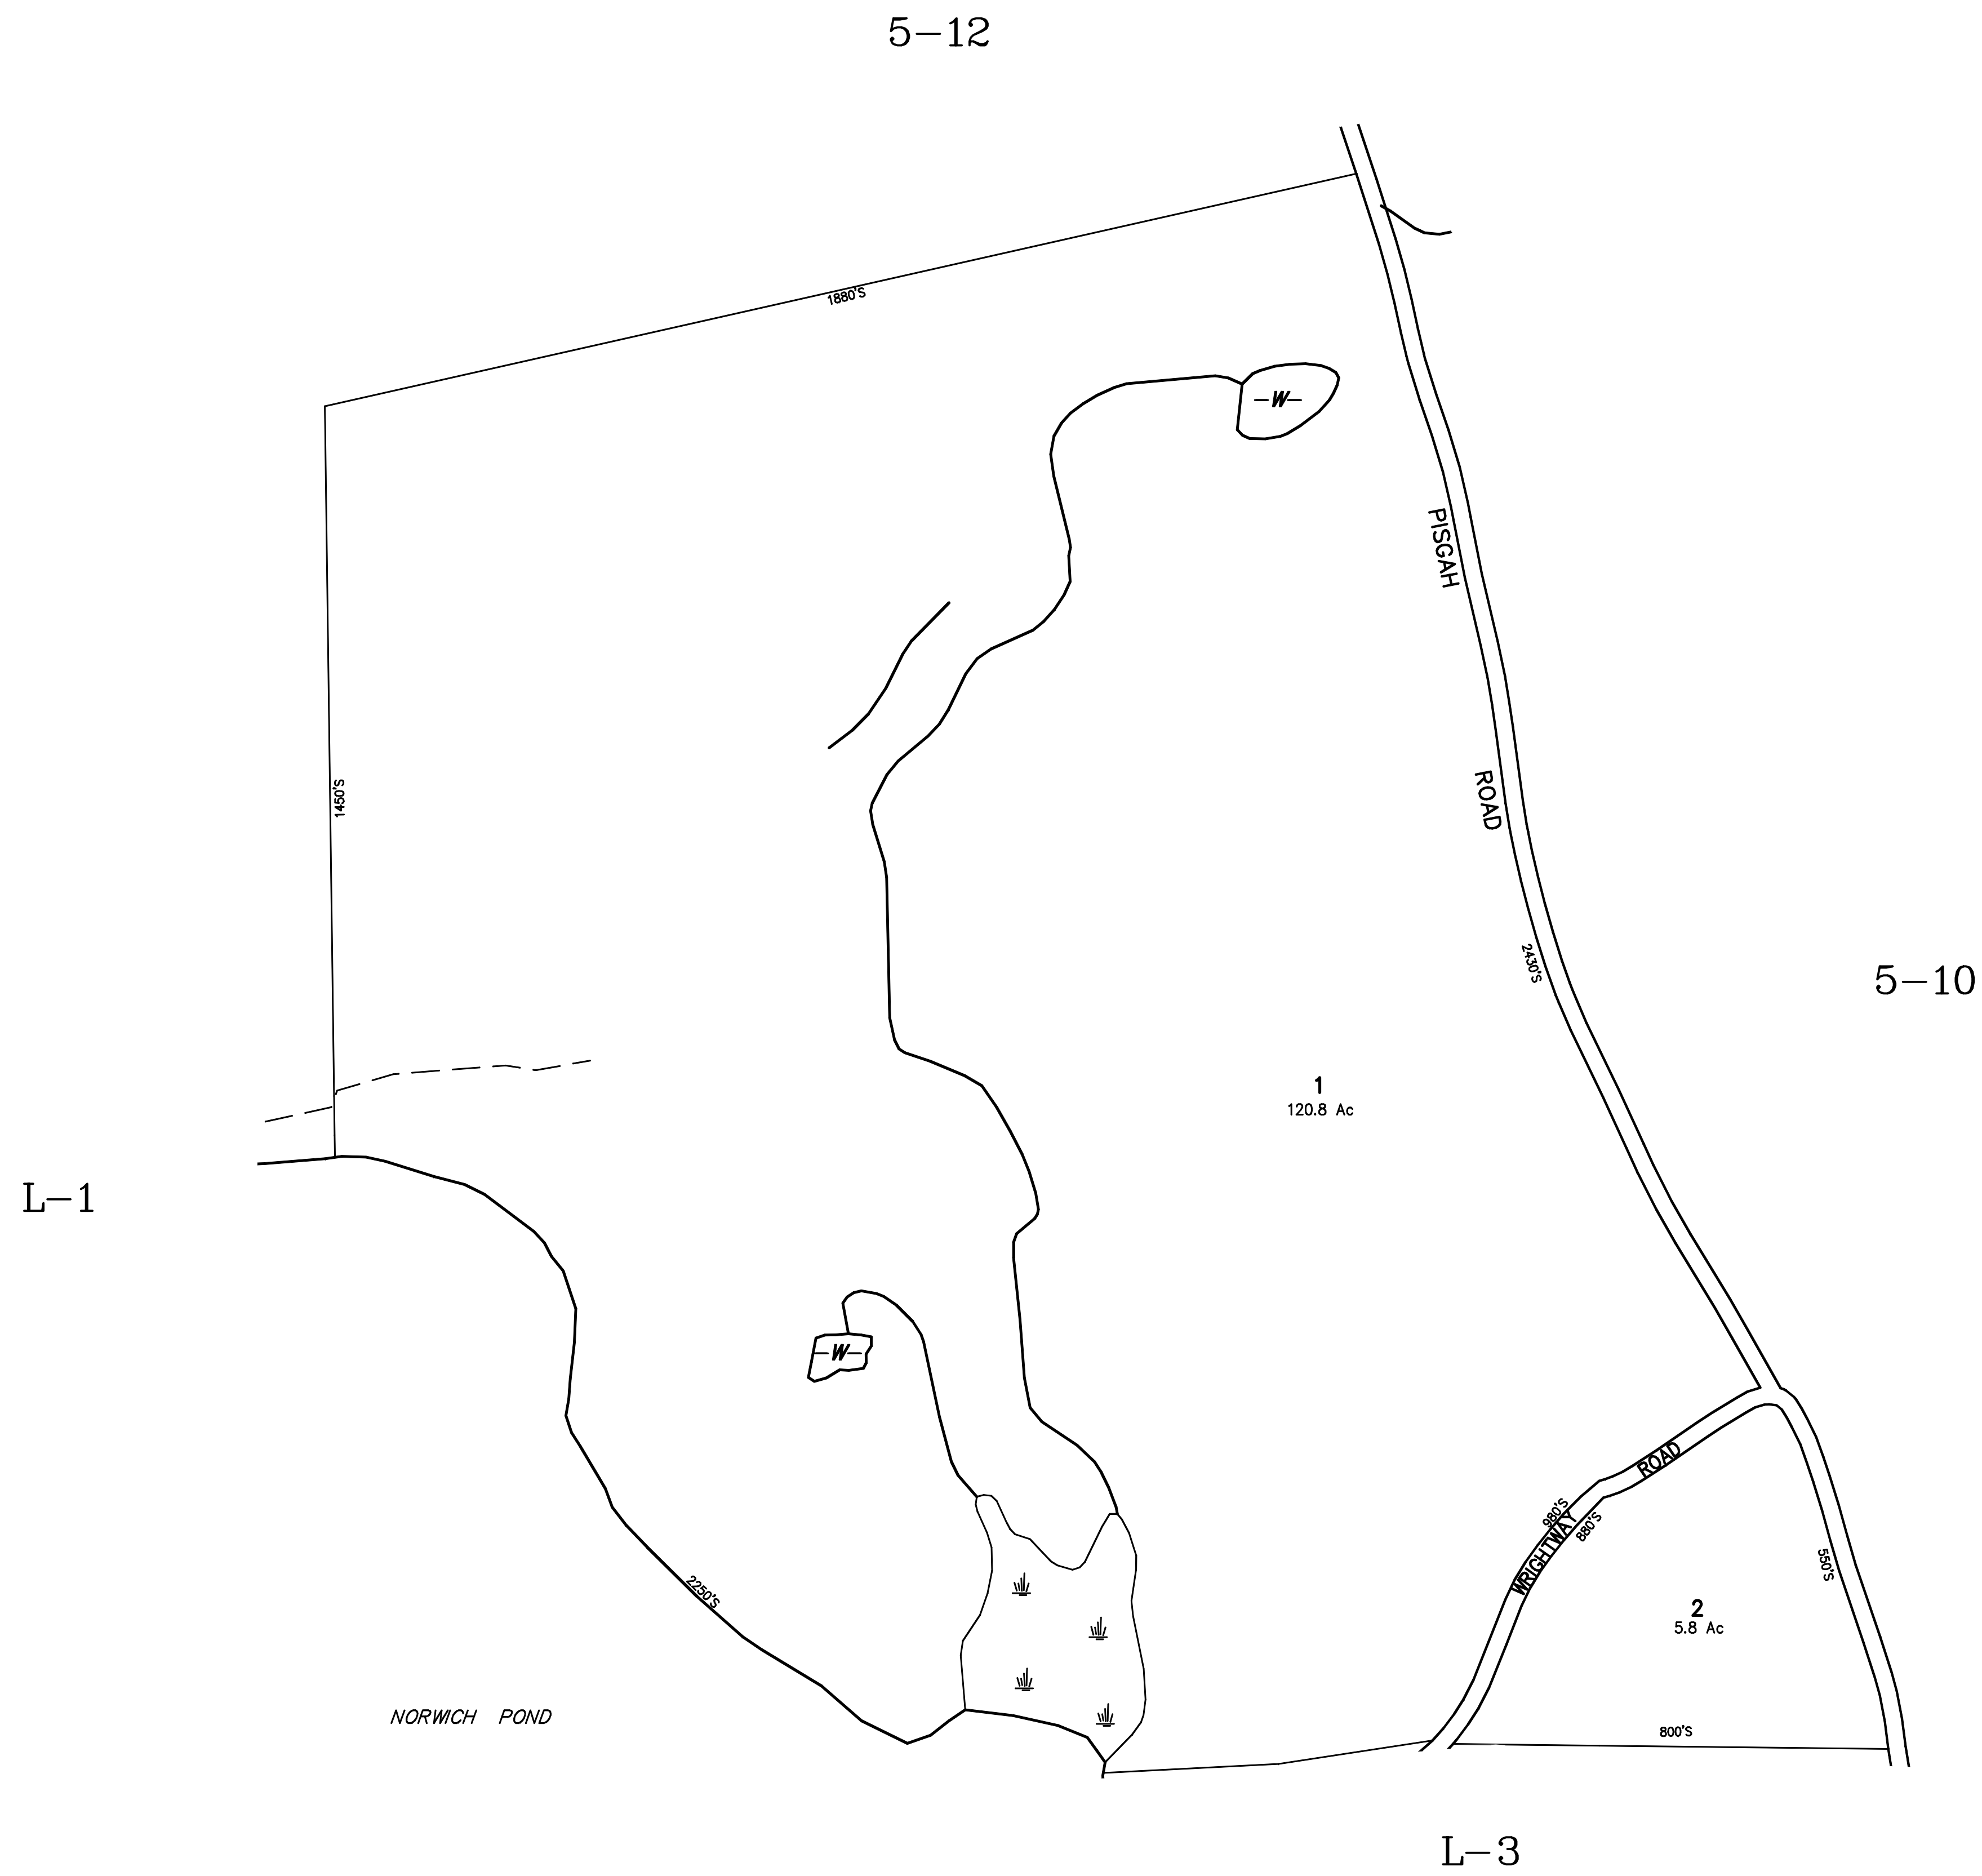 5-12
1880'S
-W-
PISGAH
ROAD
1450'S
2430'S
5-10
1
120.8 Ac
L-1
-W-
ROAD
WRIGHTWAY
980'S
880'S
550'S
2250'S
2
5.8 Ac
NORWICH POND
800'S
L-3